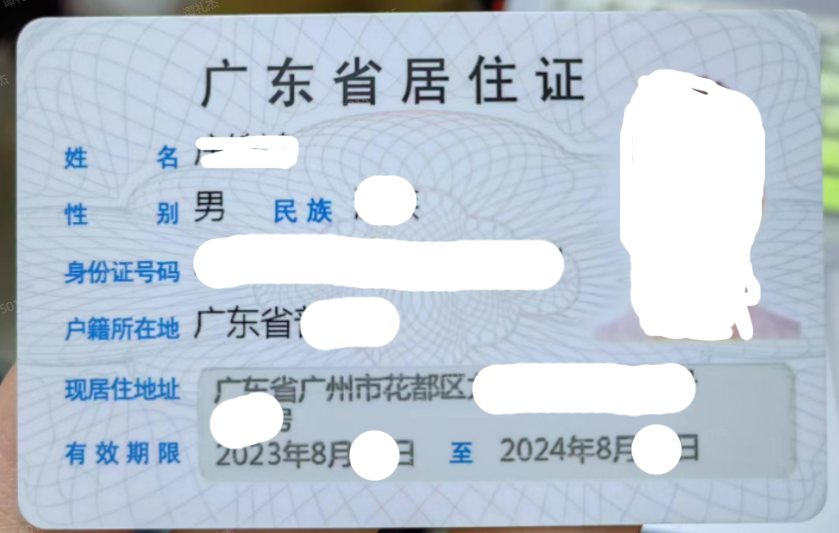 广东省居住证
姓名
性别 男 民族
身份证号码
户籍所在地 广东省
现居住地址 广东省广州市花都区
号
有效期限 2023年8月 日 至 2024年8月 日